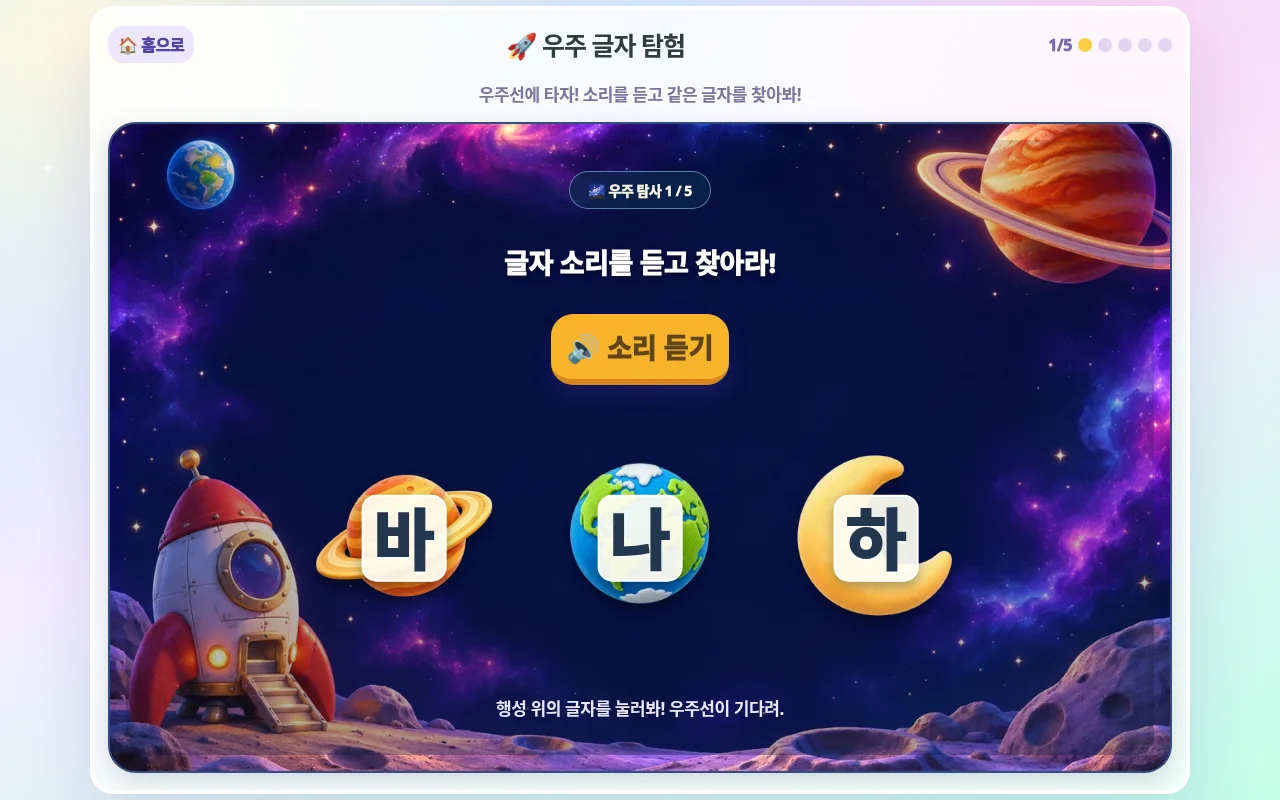 🏠 홈으로
🚀 우주 글자 탐험
1/5
우주선에 타자! 소리를 듣고 같은 글자를 찾아봐!
🌌 우주 탐사 1 / 5
글자 소리를 듣고 찾아라!
🔊 소리 듣기
바
나
하
행성 위의 글자를 눌러봐! 우주선이 기다려.